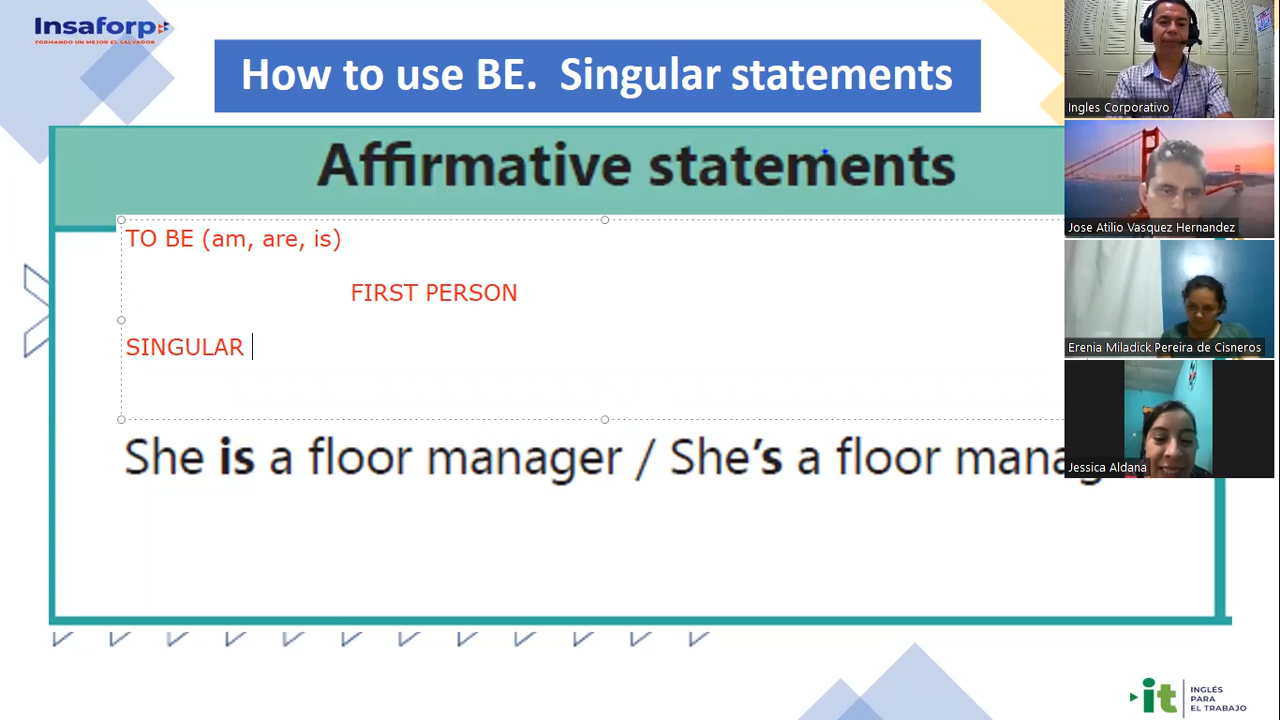 Insaforp
FORMANDO UN MEJOR EL SALVADOR
How to use BE. Singular statements
Affirmative statements
TO BE (am, are, is)
FIRST PERSON
SINGULAR
She is a floor manager / She's a floor manag
Ingles Corporativo
Jose Atilio Vasquez Hernandez
Erenia Miladick Pereira de Cisneros
Jessica Aldana
it
INGLÉS
PARA
EL TRABAJO